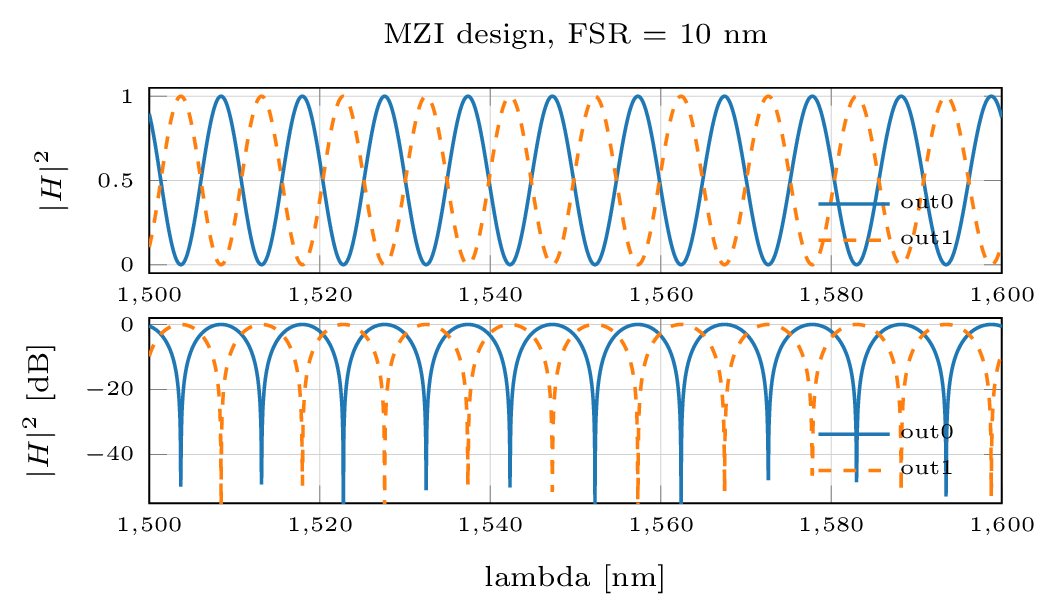 MZI design, FSR = 10 nm
1
0.5
0
|H|²
out0
out1
1,500 1,520 1,540 1,560 1,580 1,600
0
−20
−40
|H|² [dB]
out0
out1
1,500 1,520 1,540 1,560 1,580 1,600
lambda [nm]